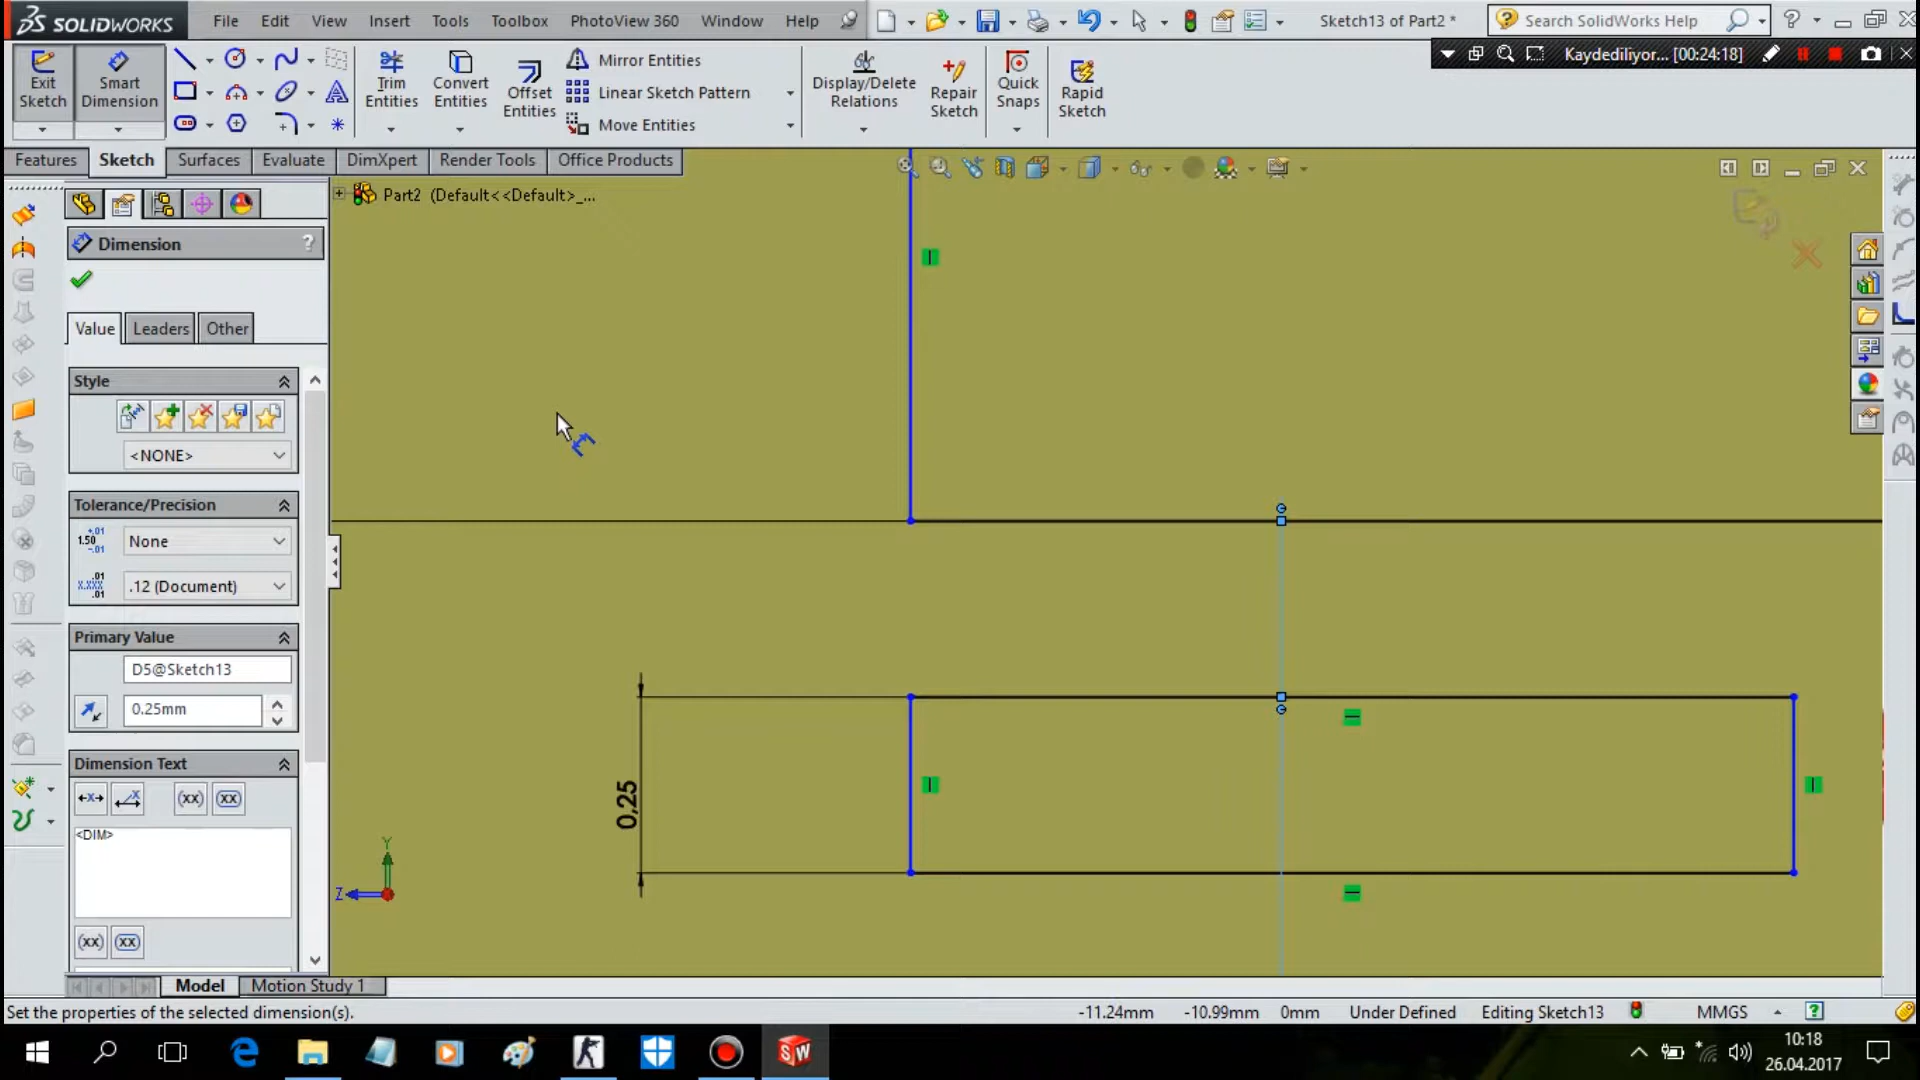 SOLIDWORKS File Edit View Insert Tools Toolbox PhotoView 360 Window Help Sketch13 of Part2 * Search SolidWorks Help
Kaydediliyor... [00:24:18]
Exit Sketch
Smart Dimension
Trim Entities
Convert Entities
Offset Entities
Mirror Entities
Linear Sketch Pattern
Move Entities
Display/Delete Relations
Repair Sketch
Quick Snaps
Rapid Sketch
Features Sketch Surfaces Evaluate DimXpert Render Tools Office Products
Part2 (Default<<Default>_...
Dimension ?
Value Leaders Other
Style
<NONE>
Tolerance/Precision
None
.12 (Document)
Primary Value
D5@Sketch13
0.25mm
Dimension Text
(xx) (xx)
<DIM>
(xx) (xx)
0,25
Y
Z
Model Motion Study 1
Set the properties of the selected dimension(s). -11.24mm -10.99mm 0mm Under Defined Editing Sketch13 MMGS
10:18
26.04.2017